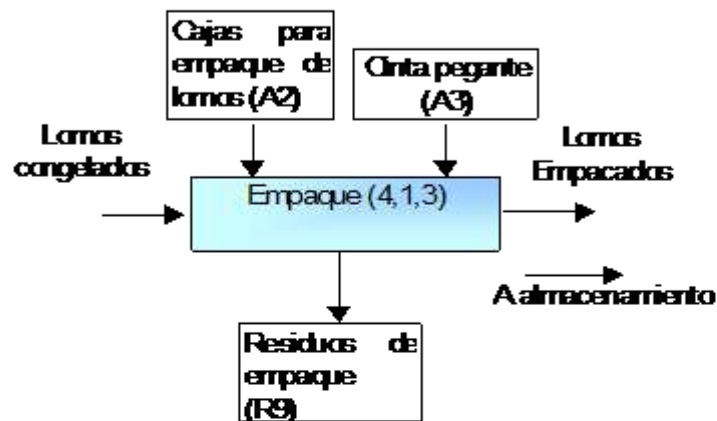 Cajas para
empaque de
lomos (A2)
Cinta pegante
(A3)
Lomos
congelados
Lomos
Empacados
Empaque (4,1,3)
A almacenamiento
Residuos de
empaque
(R9)